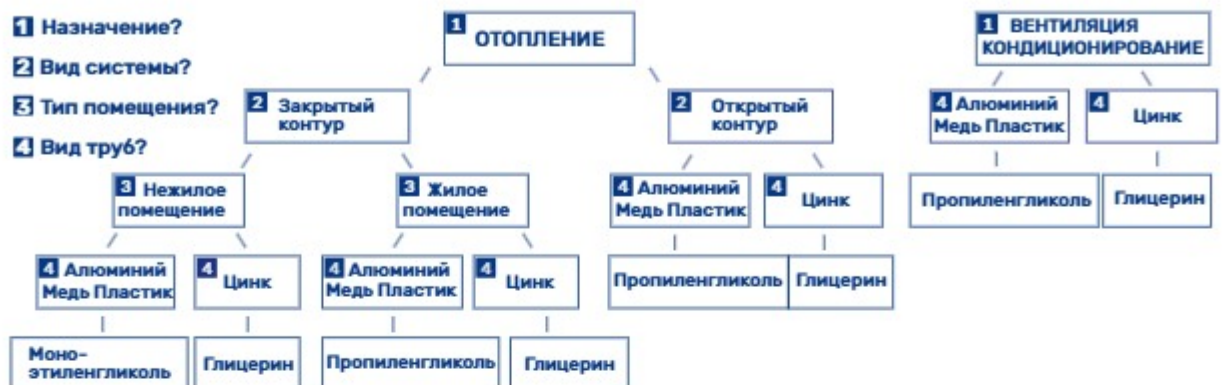 1 Назначение?
2 Вид системы?
3 Тип помещения?
4 Вид труб?
1 ОТОПЛЕНИЕ
1 ВЕНТИЛЯЦИЯ
КОНДИЦИОНИРОВАНИЕ
2 Закрытый
контур
2 Открытый
контур
4 Алюминий
Медь Пластик
4 Цинк
3 Нежилое
помещение
3 Жилое
помещение
4 Алюминий
Медь Пластик
4 Цинк
Пропиленгликоль
Глицерин
4 Алюминий
Медь Пластик
4 Цинк
4 Алюминий
Медь Пластик
4 Цинк
Пропиленгликоль
Глицерин
Моно-
этиленгликоль
Глицерин
Пропиленгликоль
Глицерин